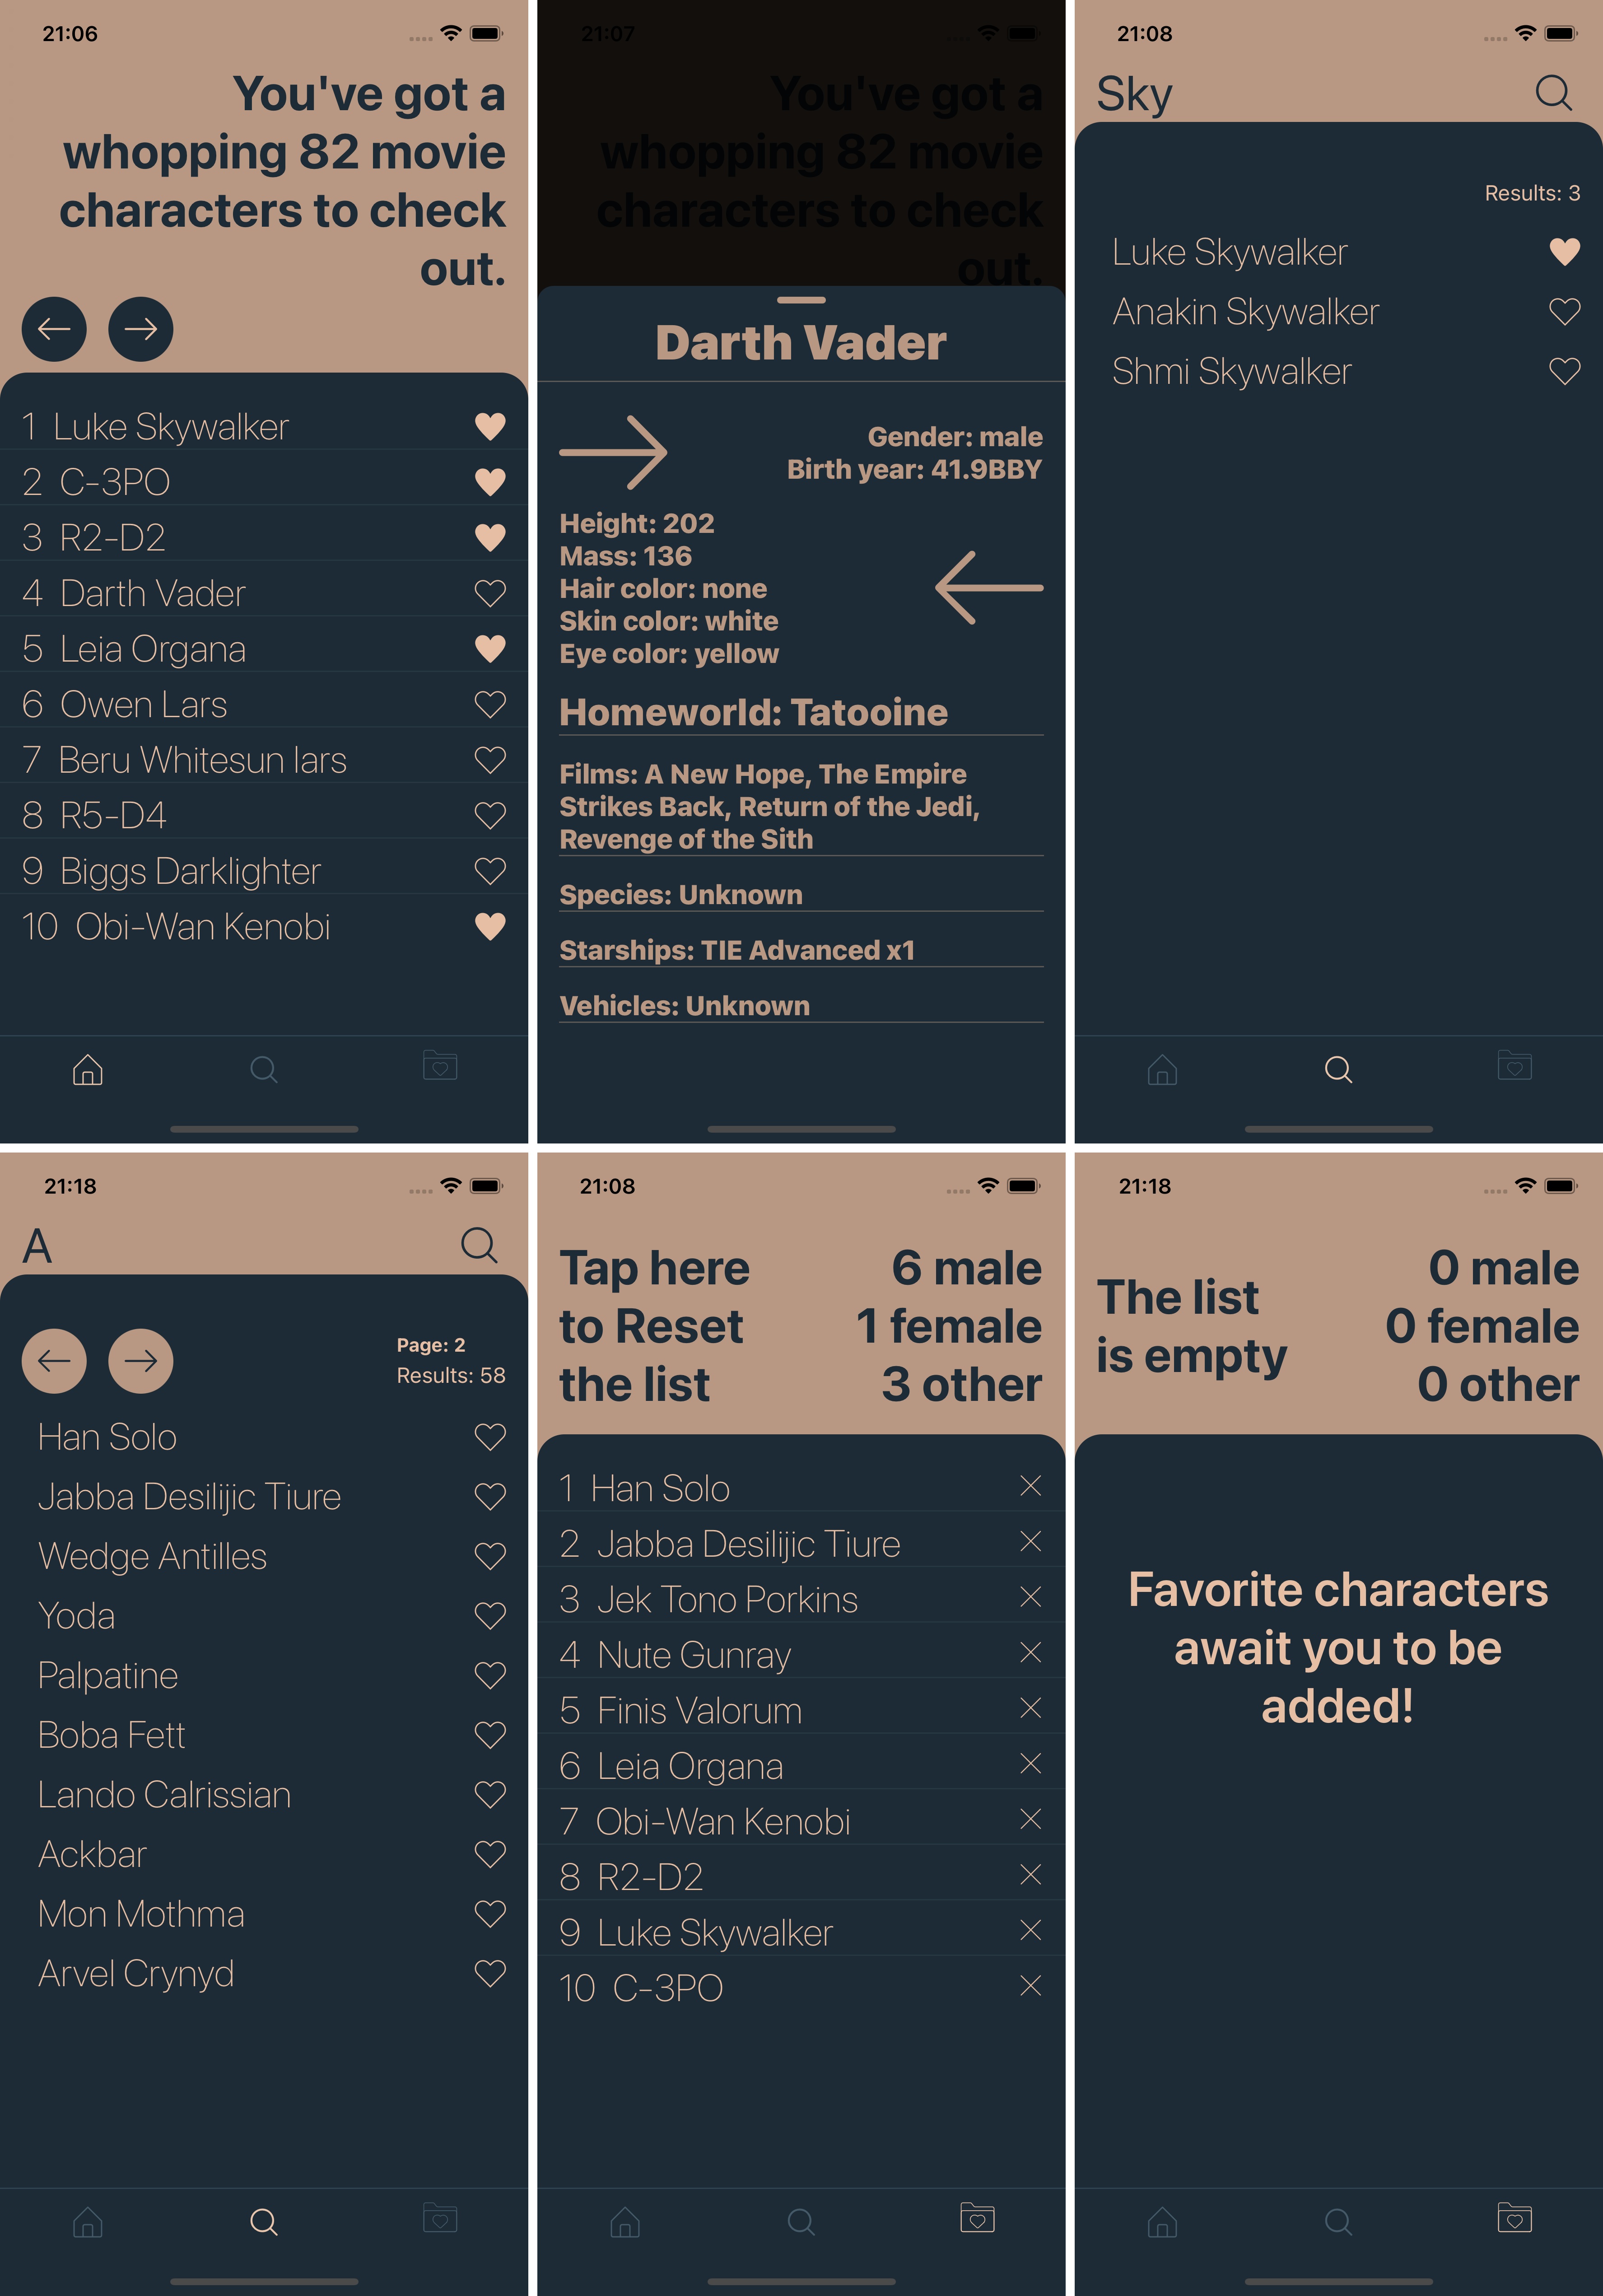 21:06
You've got a
whopping 82 movie
characters to check
out.
1 Luke Skywalker
2 C-3PO
3 R2-D2
4 Darth Vader
5 Leia Organa
6 Owen Lars
7 Beru Whitesun lars
8 R5-D4
9 Biggs Darklighter
10 Obi-Wan Kenobi
21:07
You've got a
whopping 82 movie
characters to check
out.
Darth Vader
Gender: male
Birth year: 41.9BBY
Height: 202
Mass: 136
Hair color: none
Skin color: white
Eye color: yellow
Homeworld: Tatooine
Films: A New Hope, The Empire
Strikes Back, Return of the Jedi,
Revenge of the Sith
Species: Unknown
Starships: TIE Advanced x1
Vehicles: Unknown
21:08
Sky
Results: 3
Luke Skywalker
Anakin Skywalker
Shmi Skywalker
21:18
A
Page: 2
Results: 58
Han Solo
Jabba Desilijic Tiure
Wedge Antilles
Yoda
Palpatine
Boba Fett
Lando Calrissian
Ackbar
Mon Mothma
Arvel Crynyd
21:08
Tap here
to Reset
the list
6 male
1 female
3 other
1 Han Solo
2 Jabba Desilijic Tiure
3 Jek Tono Porkins
4 Nute Gunray
5 Finis Valorum
6 Leia Organa
7 Obi-Wan Kenobi
8 R2-D2
9 Luke Skywalker
10 C-3PO
21:18
The list
is empty
0 male
0 female
0 other
Favorite characters
await you to be
added!